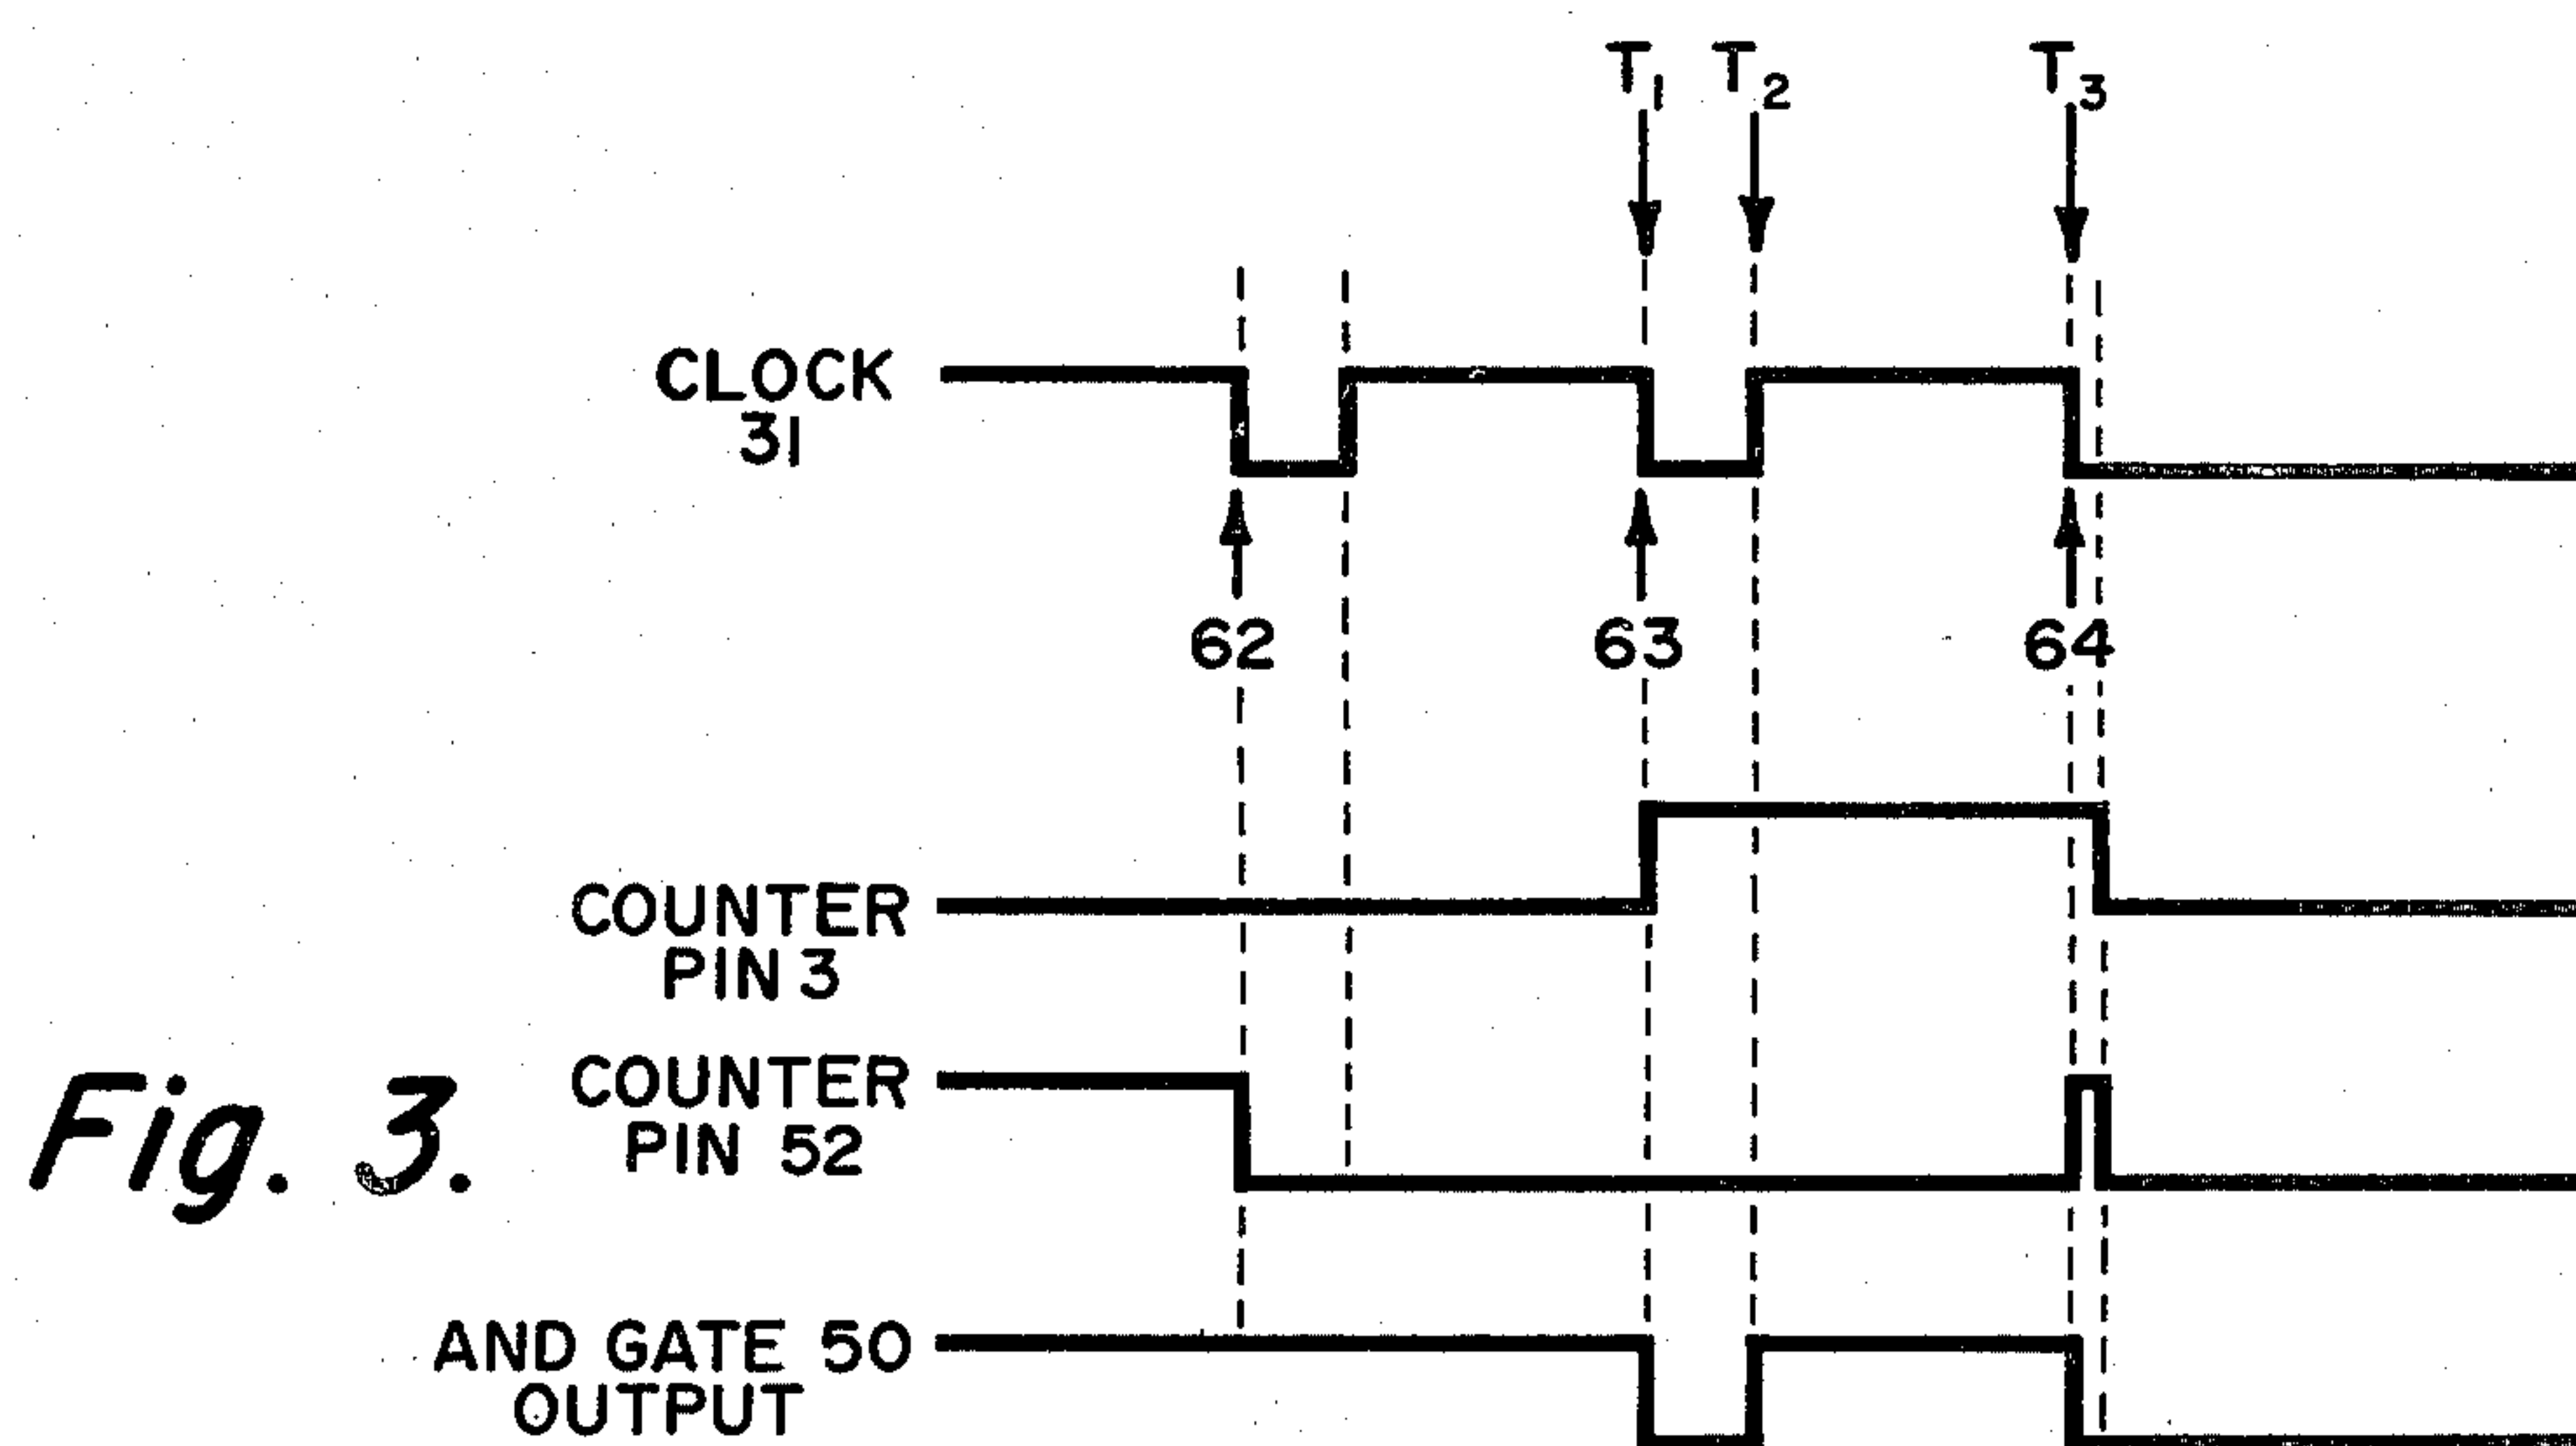 T1 T2 T3
CLOCK
31
62 63 64
COUNTER
PIN 3
COUNTER
PIN 52
Fig. 3.
AND GATE 50
OUTPUT